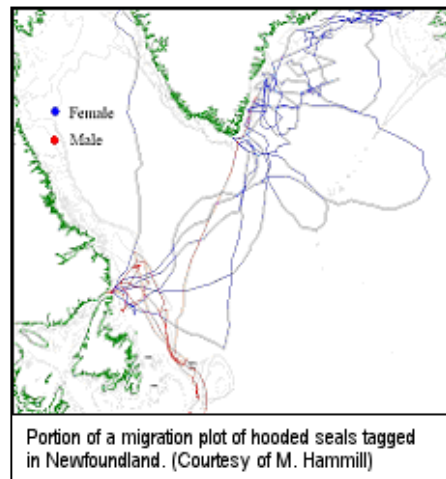 Female
Male
Portion of a migration plot of hooded seals tagged
in Newfoundland. (Courtesy of M. Hammill)